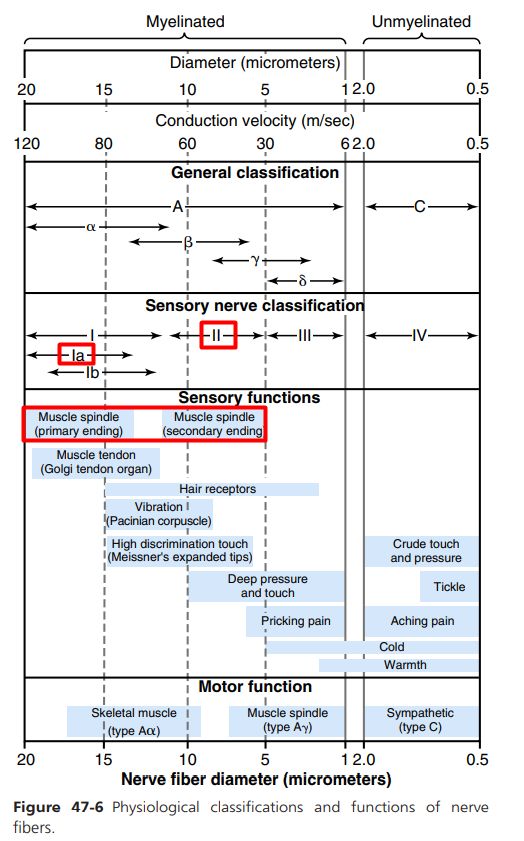 Myelinated Unmyelinated
Diameter (micrometers)
20 15 10 5 1 2.0 0.5
Conduction velocity (m/sec)
120 80 60 30 6 2.0 0.5
General classification
A C
α
β
γ
δ
Sensory nerve classification
I II III IV
Ia
Ib
Sensory functions
Muscle spindle Muscle spindle
(primary ending) (secondary ending
Muscle tendon
(Golgi tendon organ)
Hair receptors
Vibration
(Pacinian corpuscle)
High discrimination touch Crude touch
(Meissner's expanded tips) and pressure
Deep pressure Tickle
and touch
Pricking pain Aching pain
Cold
Warmth
Motor function
Skeletal muscle Muscle spindle Sympathetic
(type Aα) (type Aγ) (type C)
20 15 10 5 1 2.0 0.5
Nerve fiber diameter (micrometers)
Figure 47-6 Physiological classifications and functions of nerve
fibers.